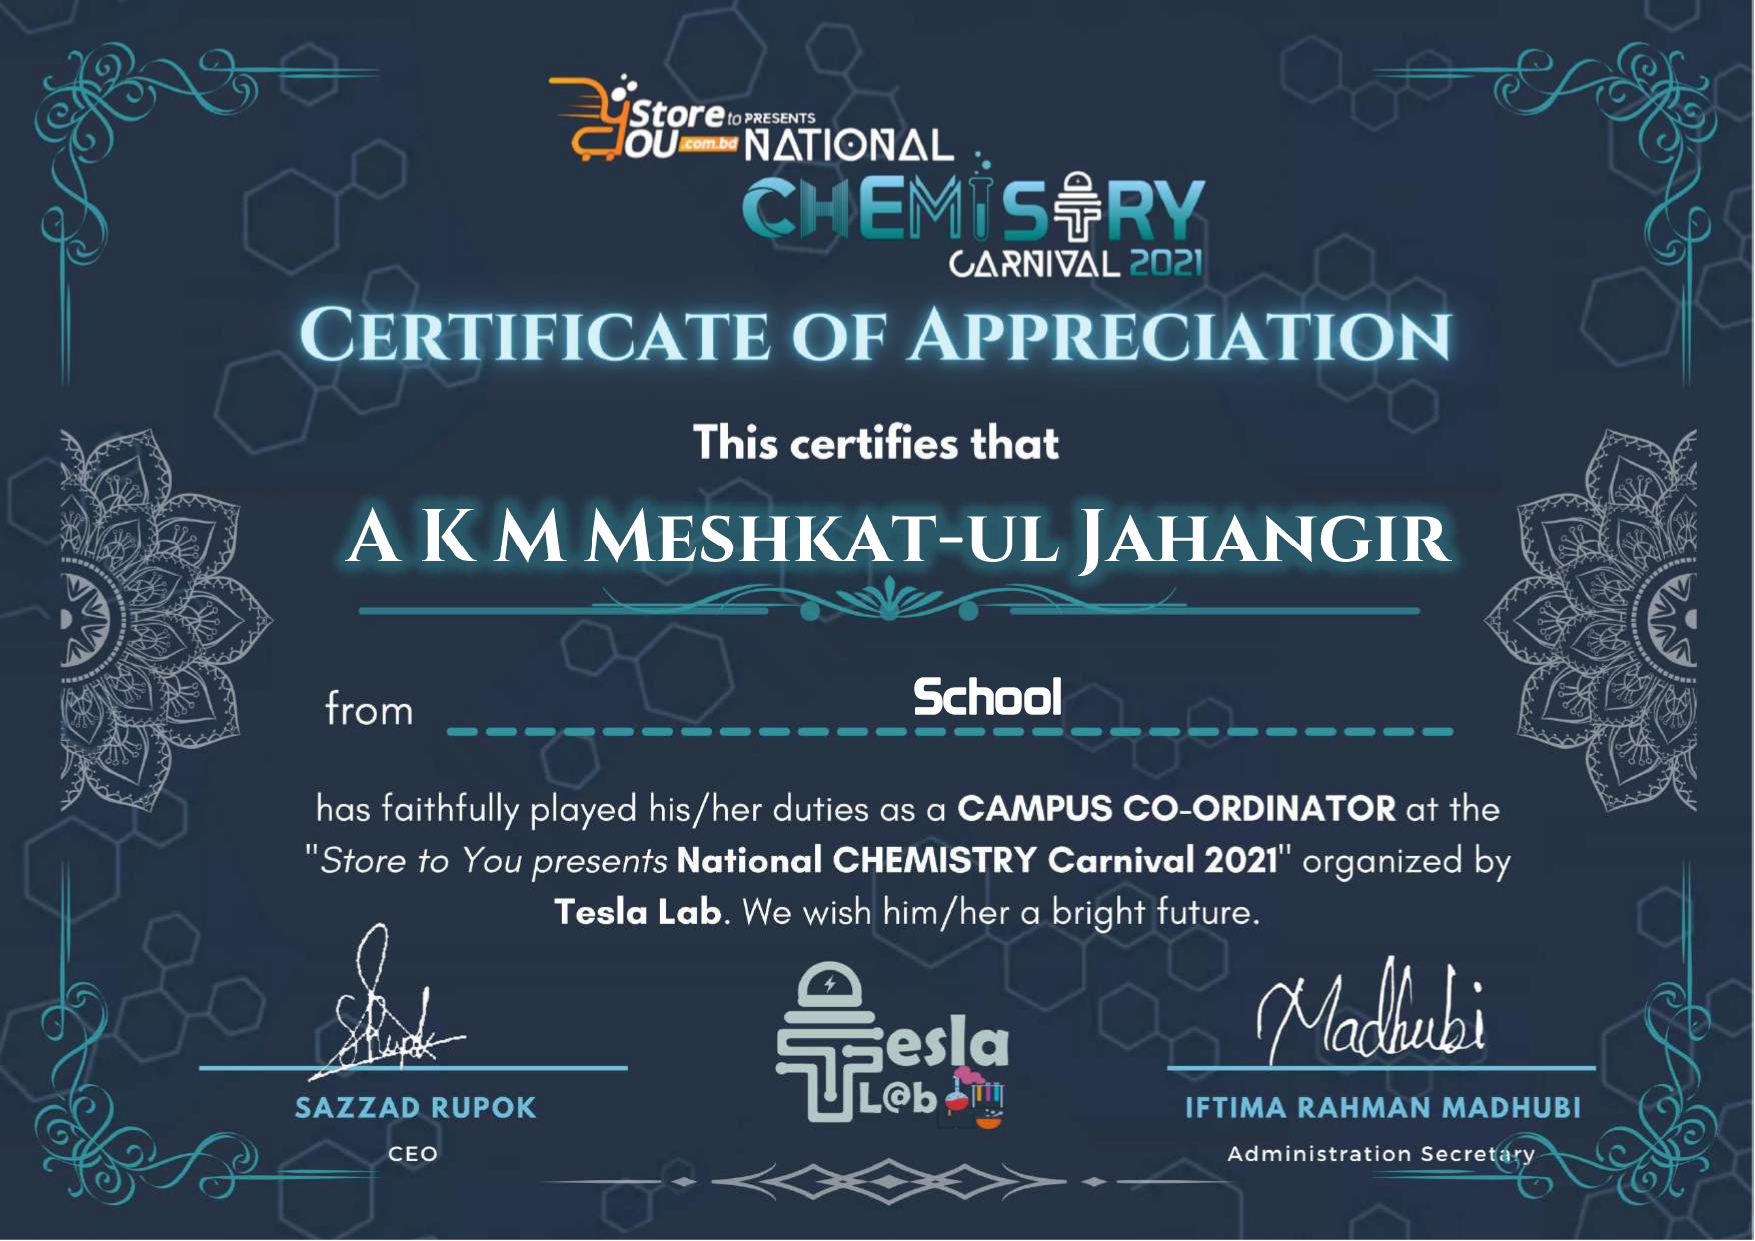 Store to PRESENTS
YOU .com.bd NATIONAL
CHEMISTRY
CARNIVAL 2021
CERTIFICATE OF APPRECIATION
This certifies that
A K M MESHKAT-UL JAHANGIR
from School
has faithfully played his/her duties as a CAMPUS CO-ORDINATOR at the
"Store to You presents National CHEMISTRY Carnival 2021" organized by
Tesla Lab. We wish him/her a bright future.
Rupok
Madhubi
Tesla
L@b
SAZZAD RUPOK
CEO
IFTIMA RAHMAN MADHUBI
Administration Secretary